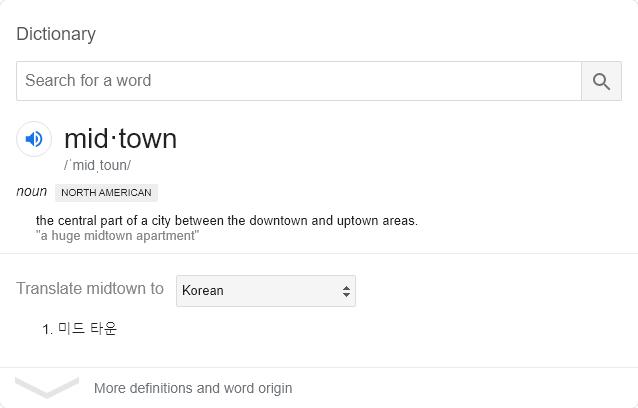 Dictionary
Search for a word
mid·town
/ˈmidˌtoun/
noun NORTH AMERICAN
the central part of a city between the downtown and uptown areas.
"a huge midtown apartment"
Translate midtown to Korean
1. 미드 타운
More definitions and word origin